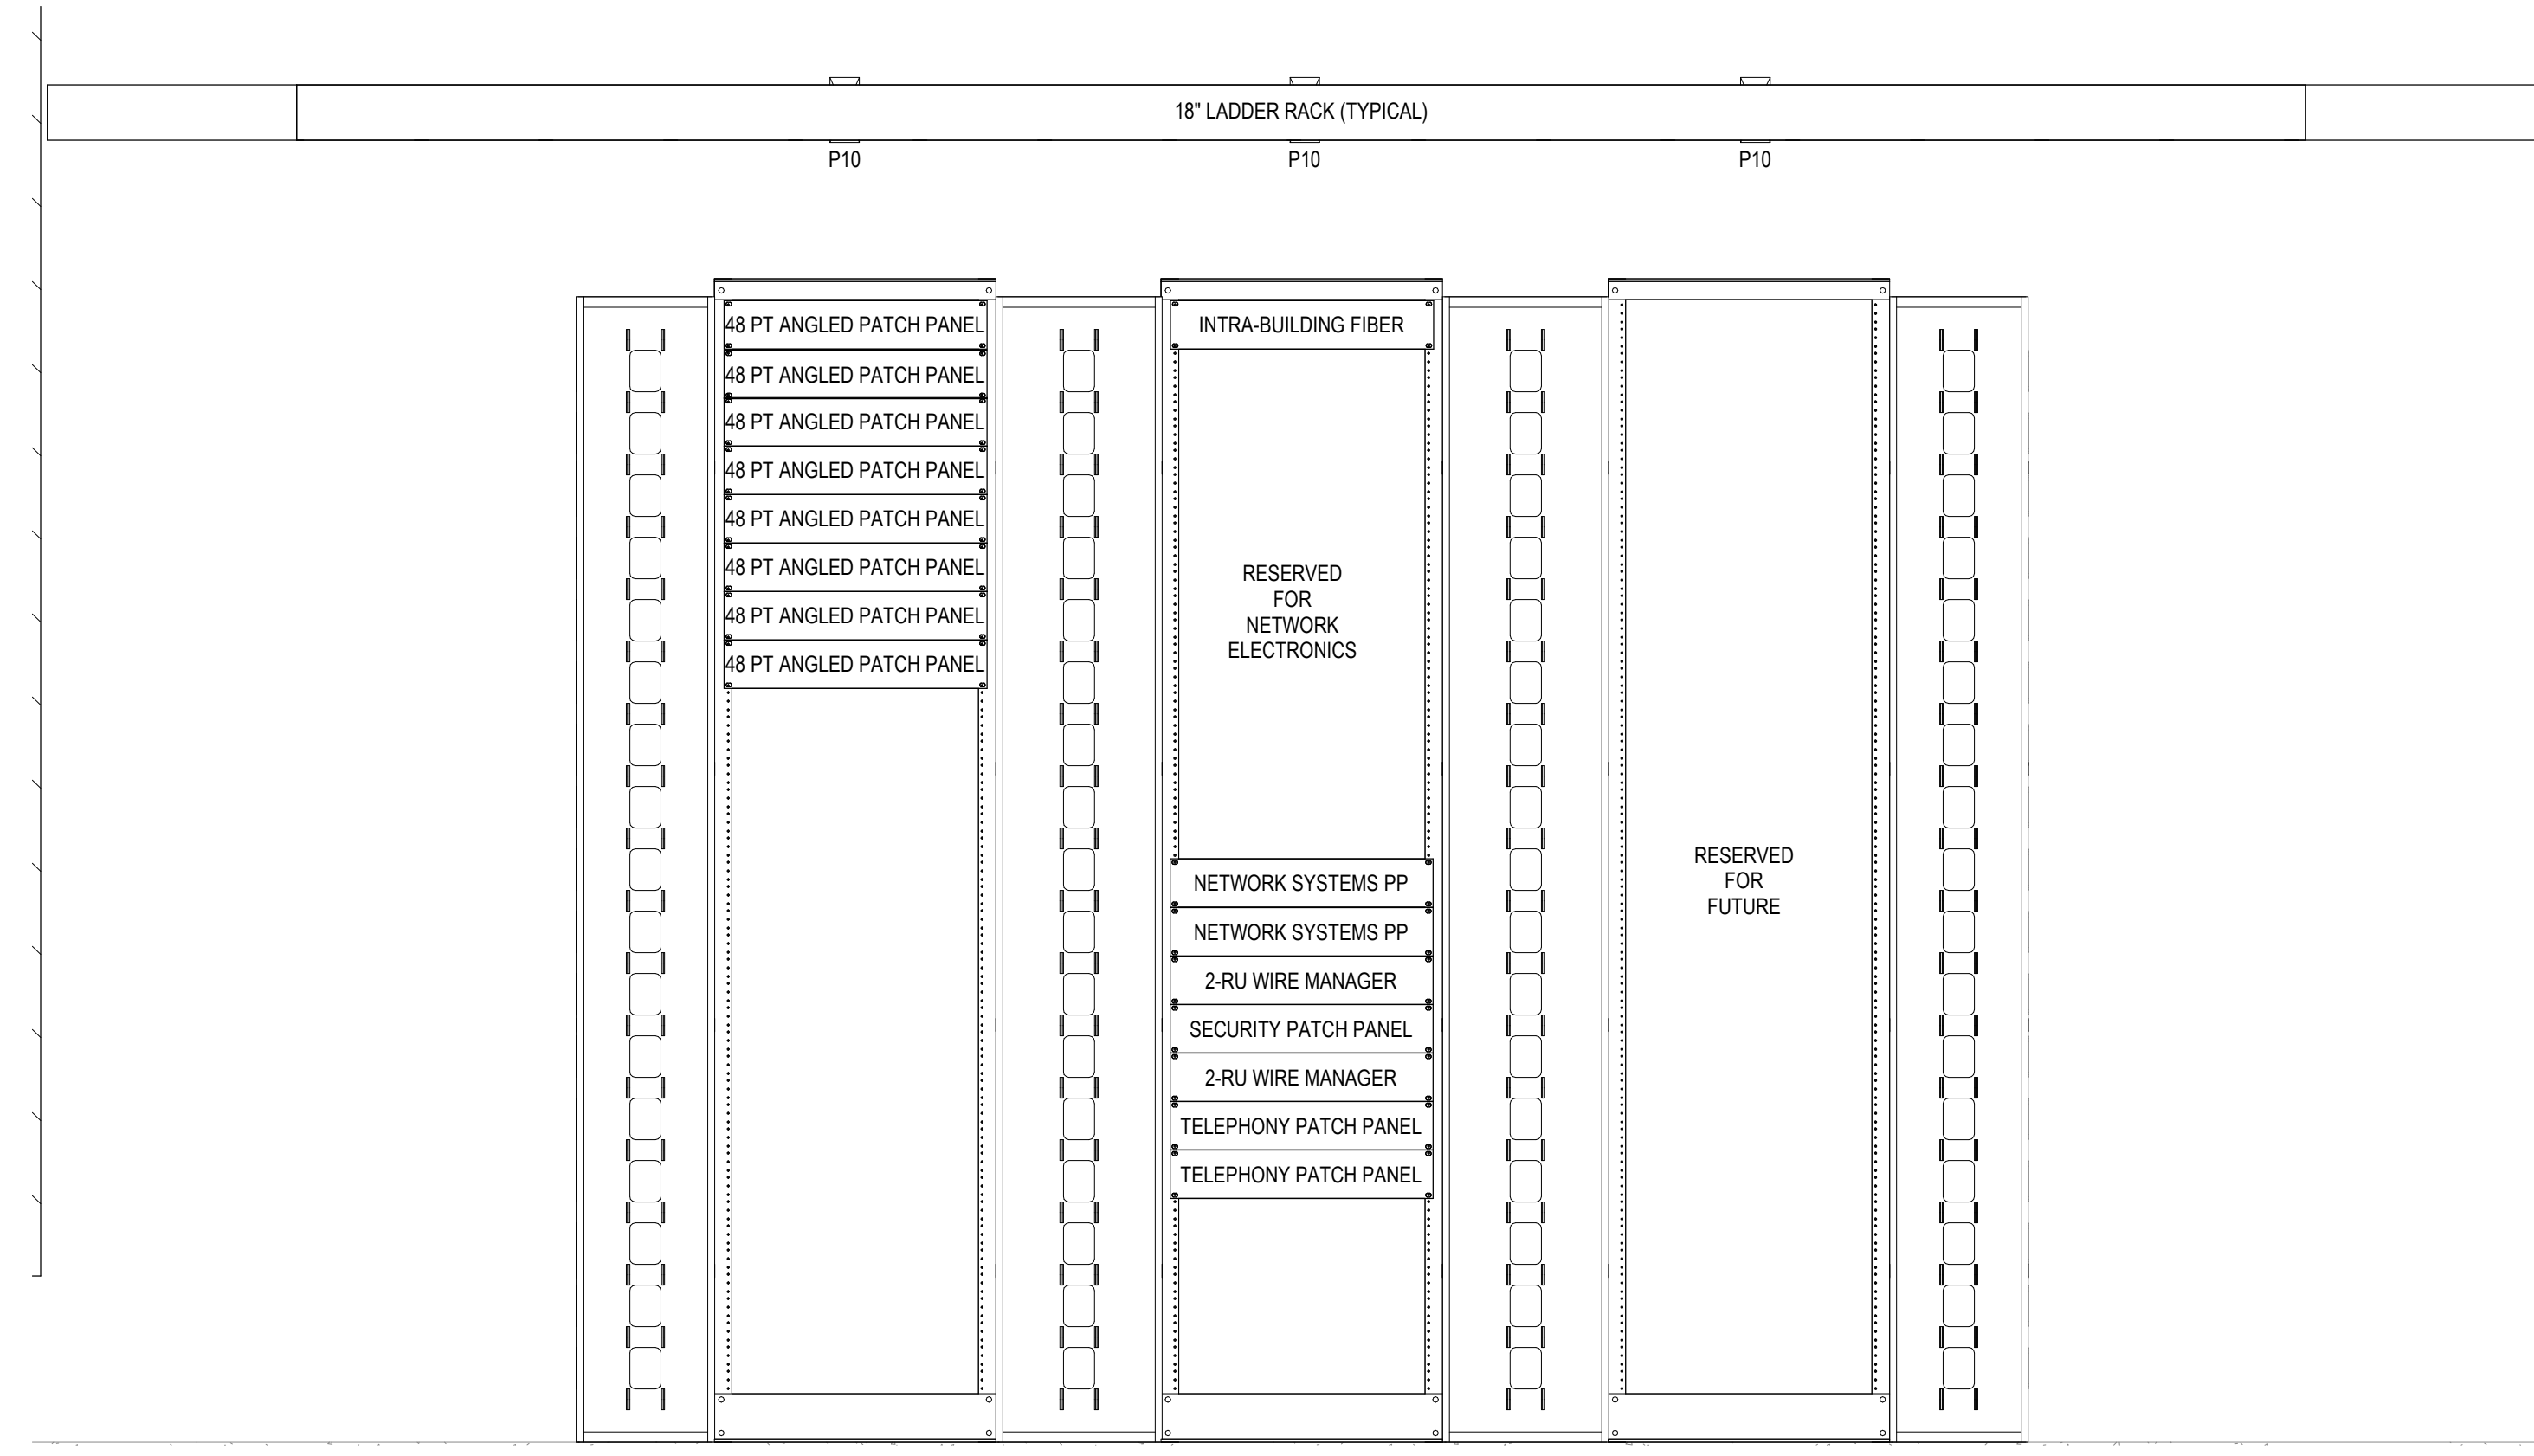 18" LADDER RACK (TYPICAL)
P10
P10
P10
48 PT ANGLED PATCH PANEL
48 PT ANGLED PATCH PANEL
48 PT ANGLED PATCH PANEL
48 PT ANGLED PATCH PANEL
48 PT ANGLED PATCH PANEL
48 PT ANGLED PATCH PANEL
48 PT ANGLED PATCH PANEL
48 PT ANGLED PATCH PANEL
INTRA-BUILDING FIBER
RESERVED
FOR
NETWORK
ELECTRONICS
NETWORK SYSTEMS PP
NETWORK SYSTEMS PP
2-RU WIRE MANAGER
SECURITY PATCH PANEL
2-RU WIRE MANAGER
TELEPHONY PATCH PANEL
TELEPHONY PATCH PANEL
RESERVED
FOR
FUTURE